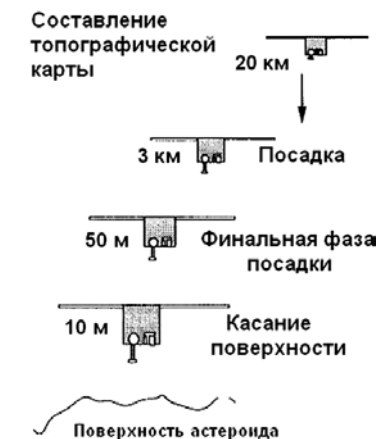 Составление
топографической
карты
20 км
3 км Посадка
50 м Финальная фаза
посадки
10 м Касание
поверхности
Поверхность астероида